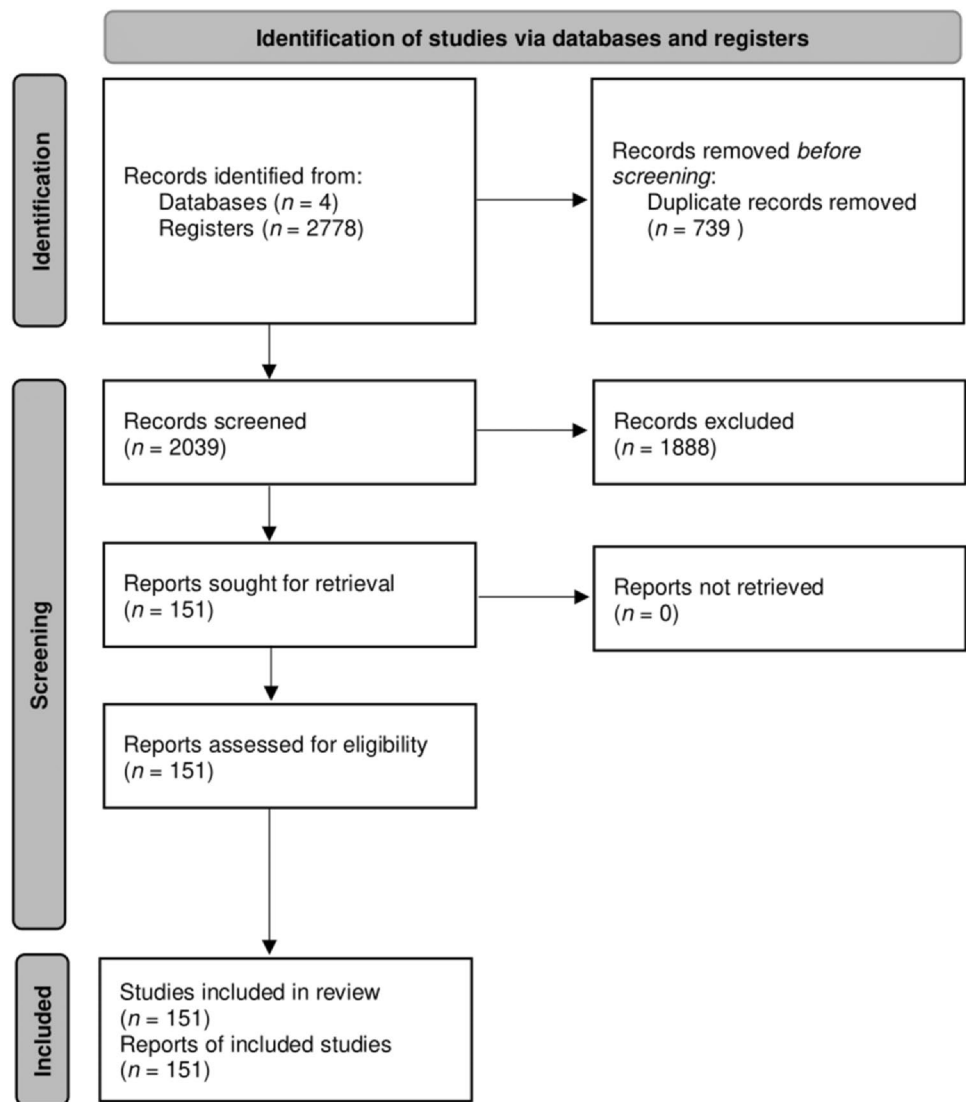 Identification of studies via databases and registers
Identification
Records identified from:
Databases (n = 4)
Registers (n = 2778)
Records removed before
screening:
Duplicate records removed
(n = 739 )
Screening
Records screened
(n = 2039)
Records excluded
(n = 1888)
Reports sought for retrieval
(n = 151)
Reports not retrieved
(n = 0)
Reports assessed for eligibility
(n = 151)
Included
Studies included in review
(n = 151)
Reports of included studies
(n = 151)